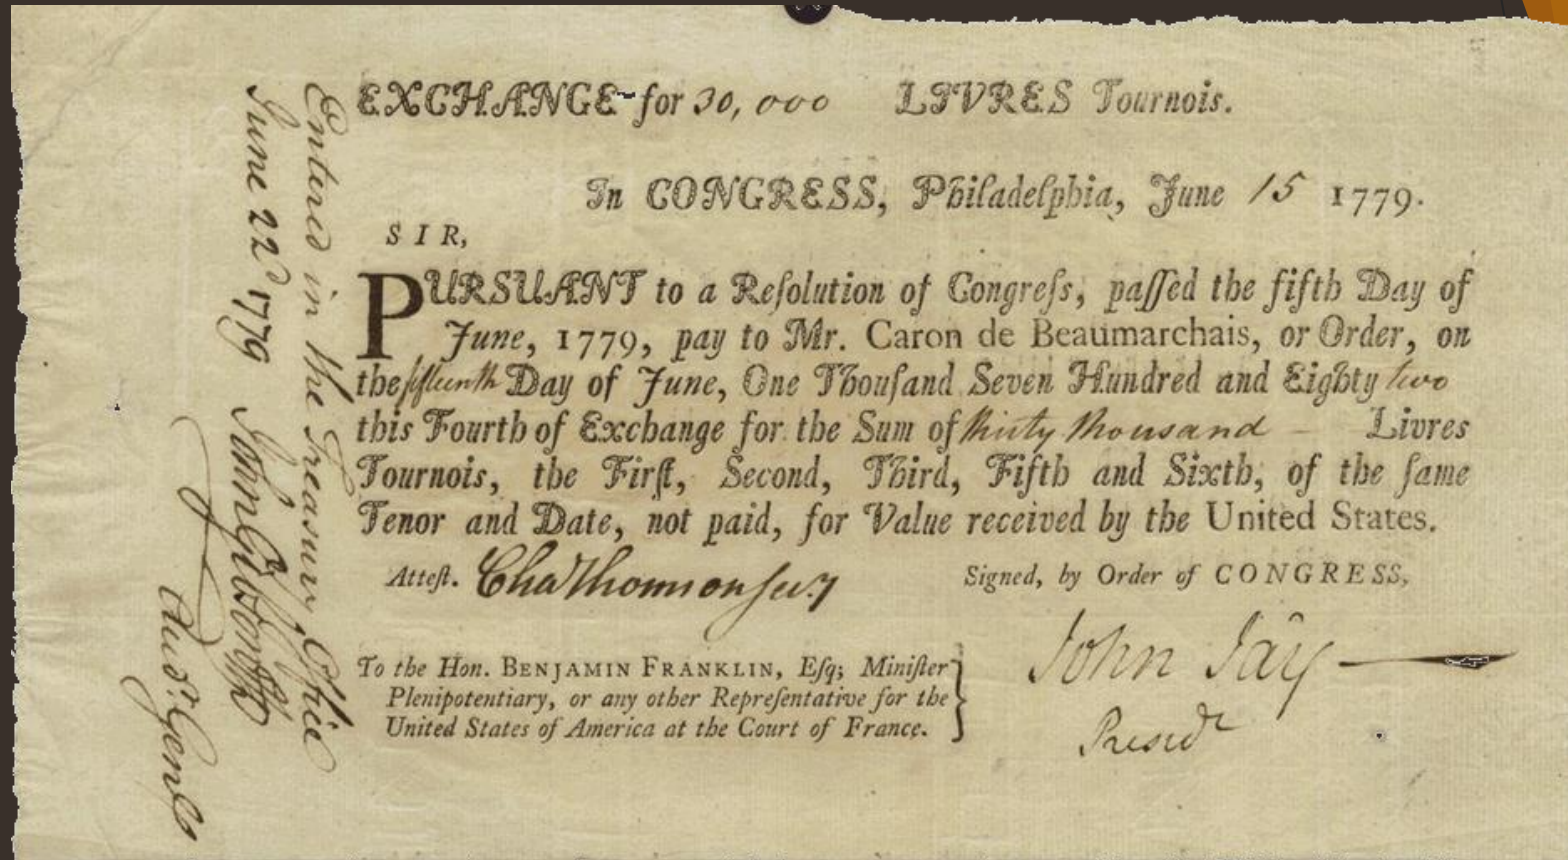 EXCHANGE for 30,000 LIVRES Tournois.
In CONGRESS, Philadelphia, June 15 1779.
SIR,
PURSUANT to a Reſolution of Congreſs, paſſed the fifth Day of
June, 1779, pay to Mr. Caron de Beaumarchais, or Order, on
the fifteenth Day of June, One Thouſand Seven Hundred and Eighty two
this Fourth of Exchange for the Sum of thirty thousand – Livres
Tournois, the Firſt, Second, Third, Fifth and Sixth, of the ſame
Tenor and Date, not paid, for Value received by the United States.
Atteſt. Cha Thomson Secy
Signed, by Order of CONGRESS,
John Jay
Presidt
To the Hon. BENJAMIN FRANKLIN, Eſq; Miniſter
Plenipotentiary, or any other Repreſentative for the
United States of America at the Court of France.
Entered in the Treasury Office
June 22d 1779 John Gibson
Audr. Genl